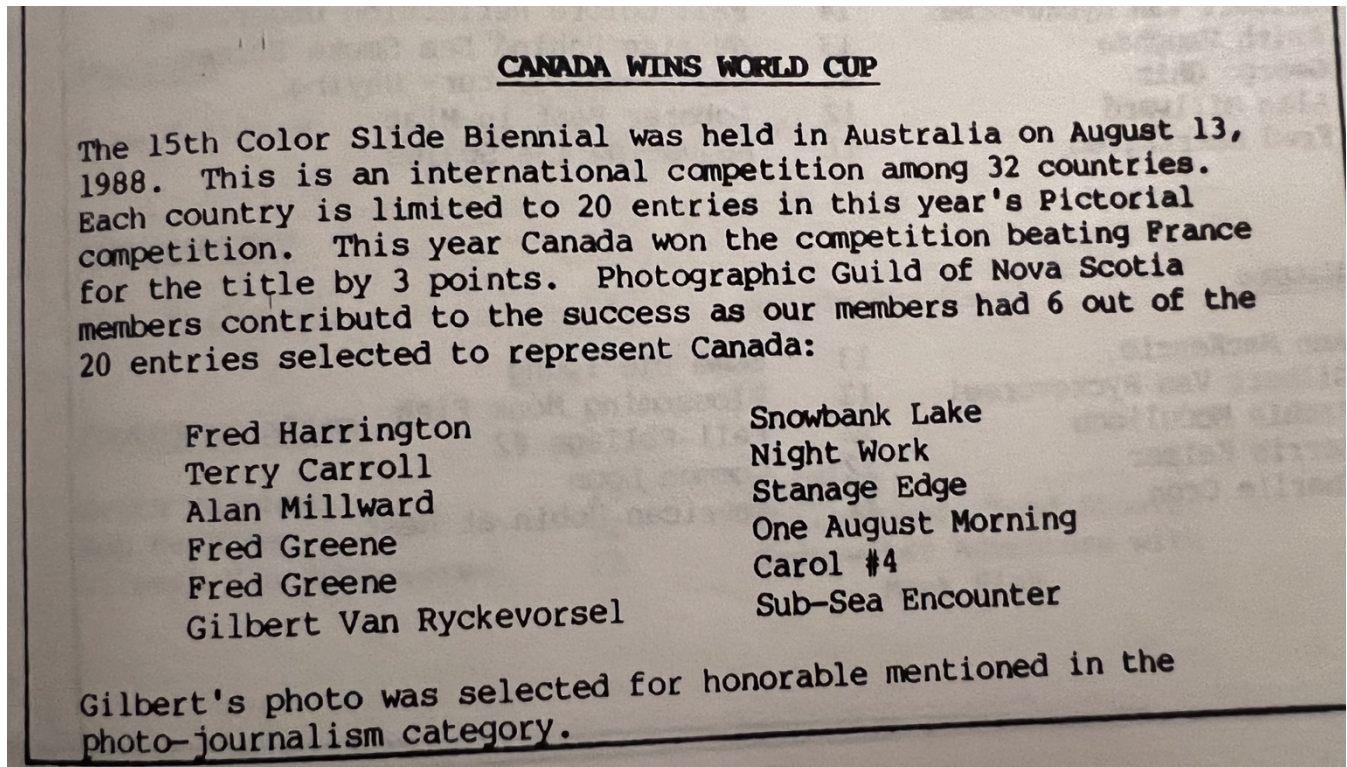 CANADA WINS WORLD CUP
The 15th Color Slide Biennial was held in Australia on August 13,
1988. This is an international competition among 32 countries.
Each country is limited to 20 entries in this year's Pictorial
competition. This year Canada won the competition beating France
for the title by 3 points. Photographic Guild of Nova Scotia
members contributd to the success as our members had 6 out of the
20 entries selected to represent Canada:
Fred Harrington Snowbank Lake
Terry Carroll Night Work
Alan Millward Stanage Edge
Fred Greene One August Morning
Fred Greene Carol #4
Gilbert Van Ryckevorsel Sub-Sea Encounter
Gilbert's photo was selected for honorable mentioned in the
photo-journalism category.